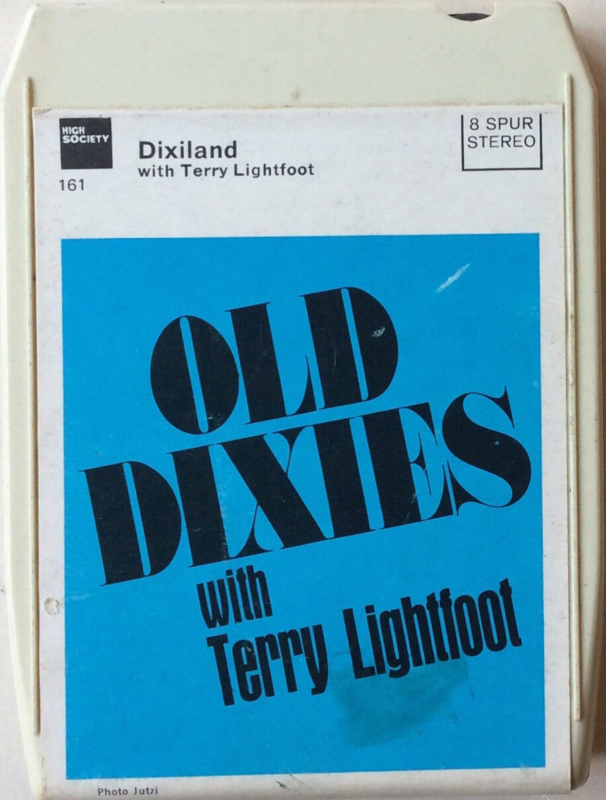 HIGH
SOCIETY
161
Dixiland
with Terry Lightfoot
8 SPUR
STEREO
OLD
DIXIES
with
Terry Lightfoot
Photo Jutzi